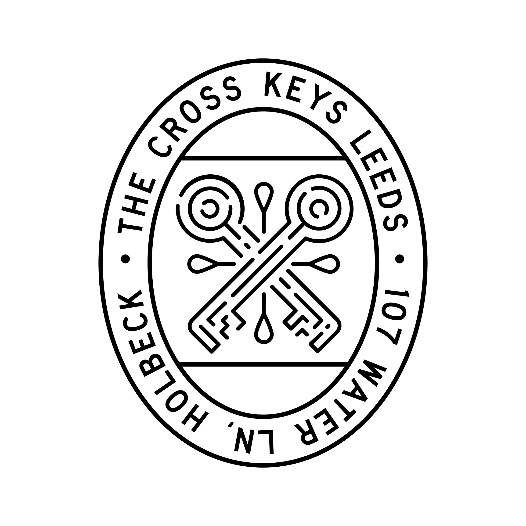 THE CROSS KEYS LEEDS
107 WATER LN, HOLBECK